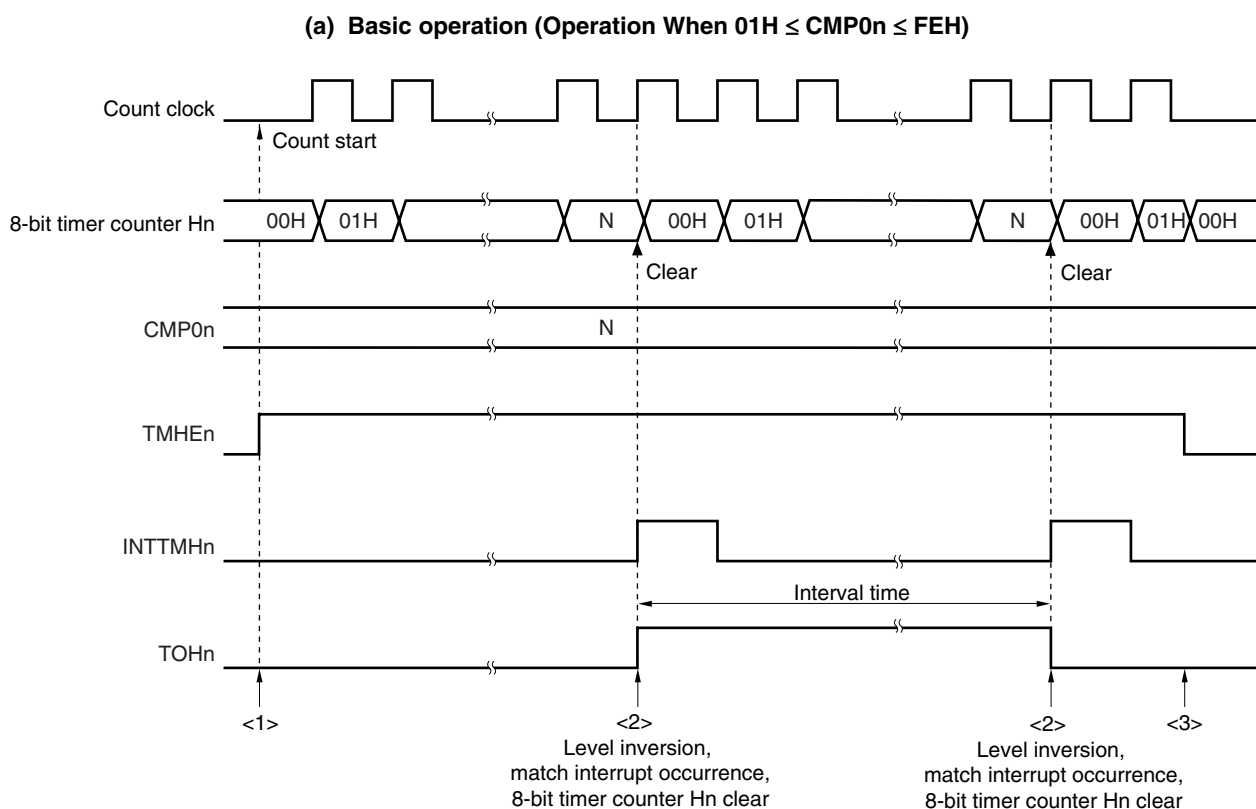 (a) Basic operation (Operation When 01H ≤ CMP0n ≤ FEH)
Count clock
Count start
8-bit timer counter Hn
00H 01H N 00H 01H N 00H 01H 00H
Clear Clear
CMP0n
N
TMHEn
INTTMHn
Interval time
TOHn
<1> <2> <2> <3>
Level inversion,
match interrupt occurrence,
8-bit timer counter Hn clear
Level inversion,
match interrupt occurrence,
8-bit timer counter Hn clear